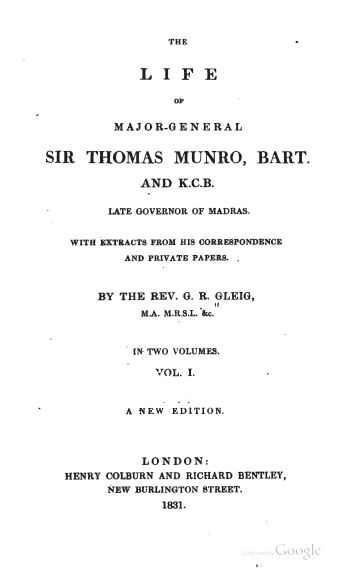 THE
LIFE
OF
MAJOR-GENERAL
SIR THOMAS MUNRO, BART.
AND K.C.B.
LATE GOVERNOR OF MADRAS.
WITH EXTRACTS FROM HIS CORRESPONDENCE
AND PRIVATE PAPERS.
BY THE REV. G. R. GLEIG,
M.A. M.R.S.L. &c.
IN TWO VOLUMES.
VOL. I.
A NEW EDITION.
LONDON:
HENRY COLBURN AND RICHARD BENTLEY,
NEW BURLINGTON STREET.
1831.
Digitized by Google